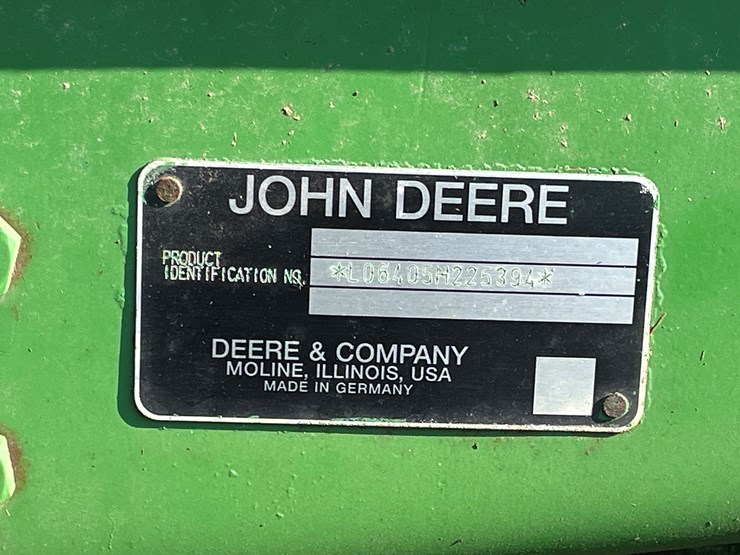 JOHN DEERE
PRODUCT
IDENTIFICATION NO.
*L06405H225394*
DEERE & COMPANY
MOLINE, ILLINOIS, USA
MADE IN GERMANY